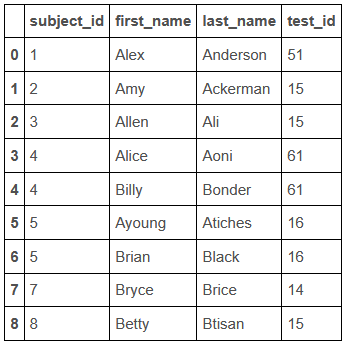 subject_id first_name last_name test_id
0 1 Alex Anderson 51
1 2 Amy Ackerman 15
2 3 Allen Ali 15
3 4 Alice Aoni 61
4 4 Billy Bonder 61
5 5 Ayoung Atiches 16
6 5 Brian Black 16
7 7 Bryce Brice 14
8 8 Betty Btisan 15